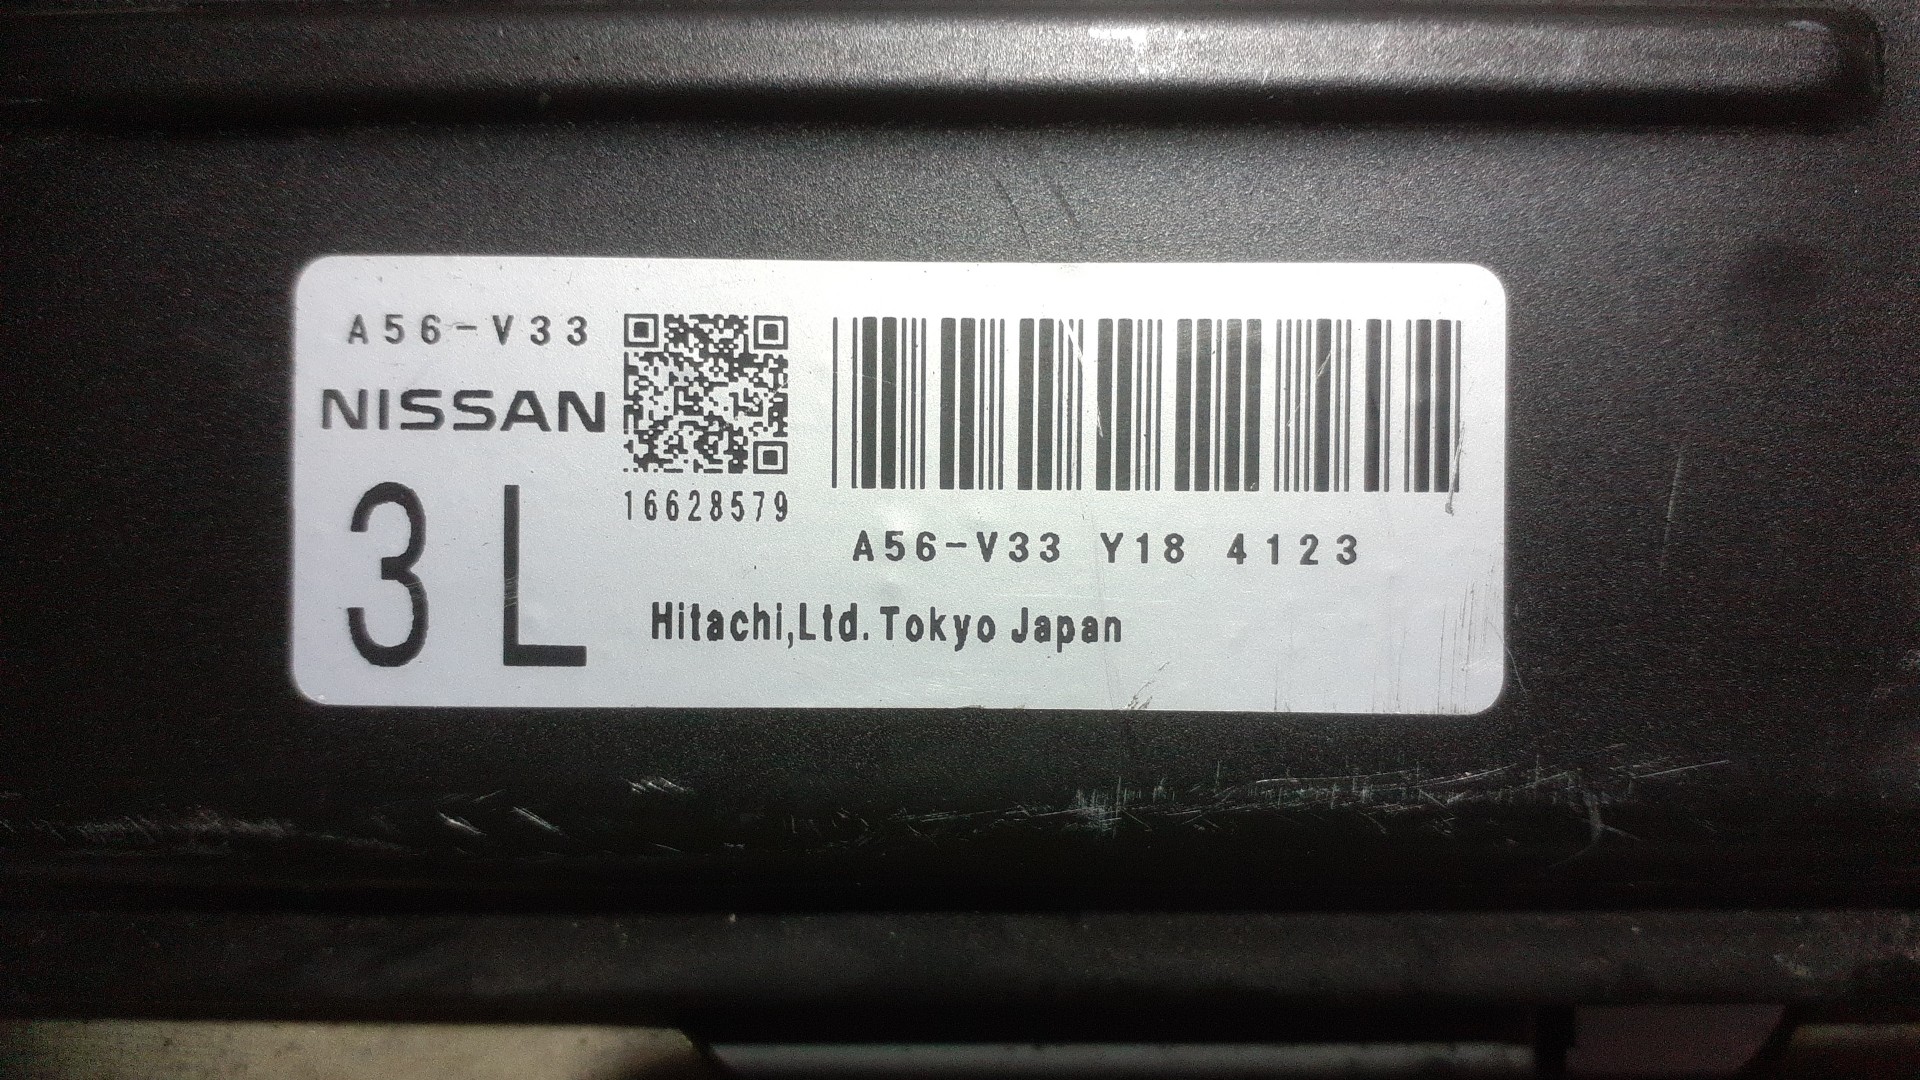 A56-V33
NISSAN
3L
16628579
A56-V33 Y18 4123
Hitachi,Ltd.Tokyo Japan